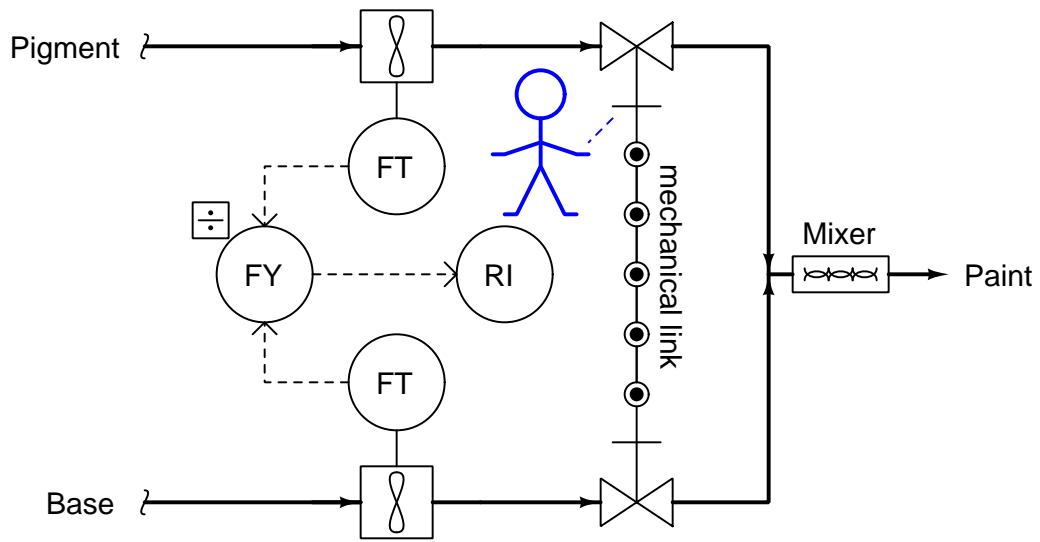 Pigment
FT
÷
FY
RI
mechanical link
Mixer
Paint
FT
Base